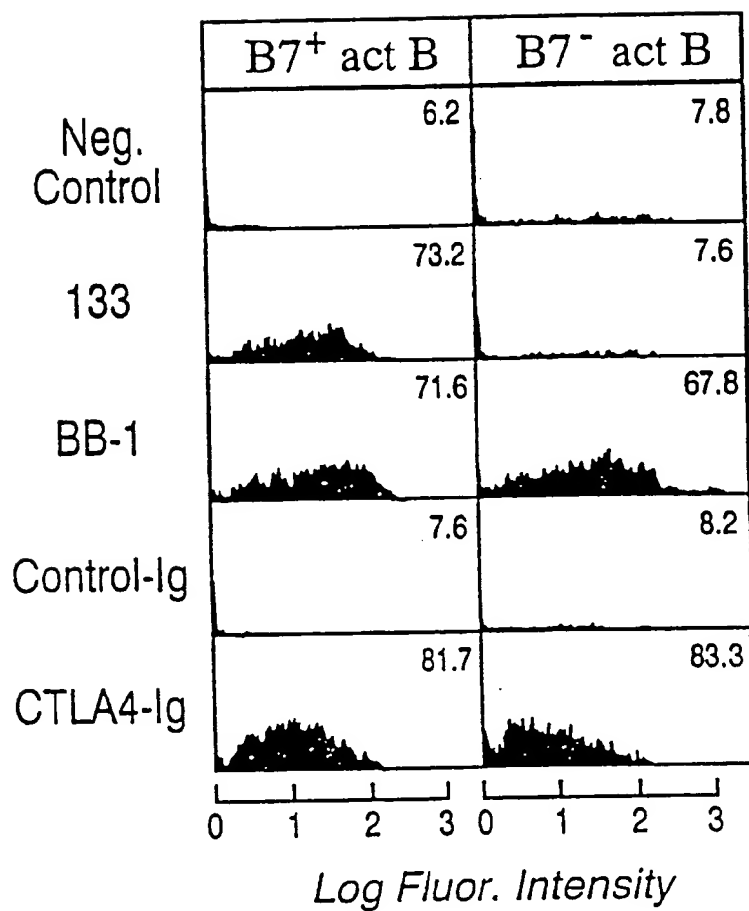 B7⁺ act B B7⁻ act B
Neg. Control 6.2 7.8
133 73.2 7.6
BB-1 71.6 67.8
Control-Ig 7.6 8.2
CTLA4-Ig 81.7 83.3
0 1 2 3 0 1 2 3
Log Fluor. Intensity